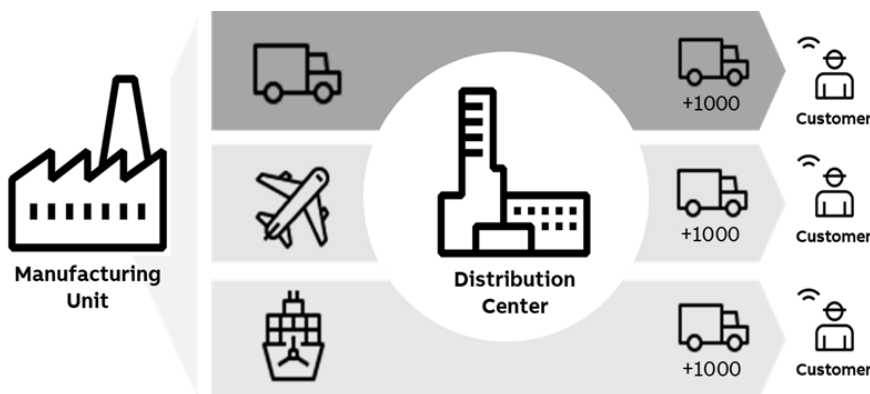 +1000
Customer
+1000
Customer
Manufacturing
Unit
Distribution
Center
+1000
Customer